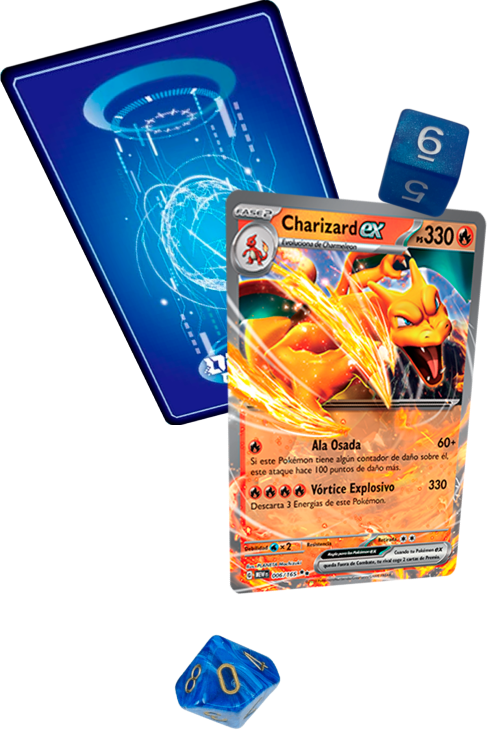 6
5
FASE 2
Charizard ex
PS 330
Evoluciona de Charmeleon
Ala Osada 60+
Si este Pokémon tiene algún contador de daño sobre él,
este ataque hace 100 puntos de daño más.
Vórtice Explosivo 330
Descarta 3 Energías de este Pokémon.
Debilidad ×2 Resistencia Retirada
Regla para los Pokémon ex Cuando tu Pokémon ex
queda Fuera de Combate, tu rival coge 2 cartas de Premio.
006/165
8 0 4